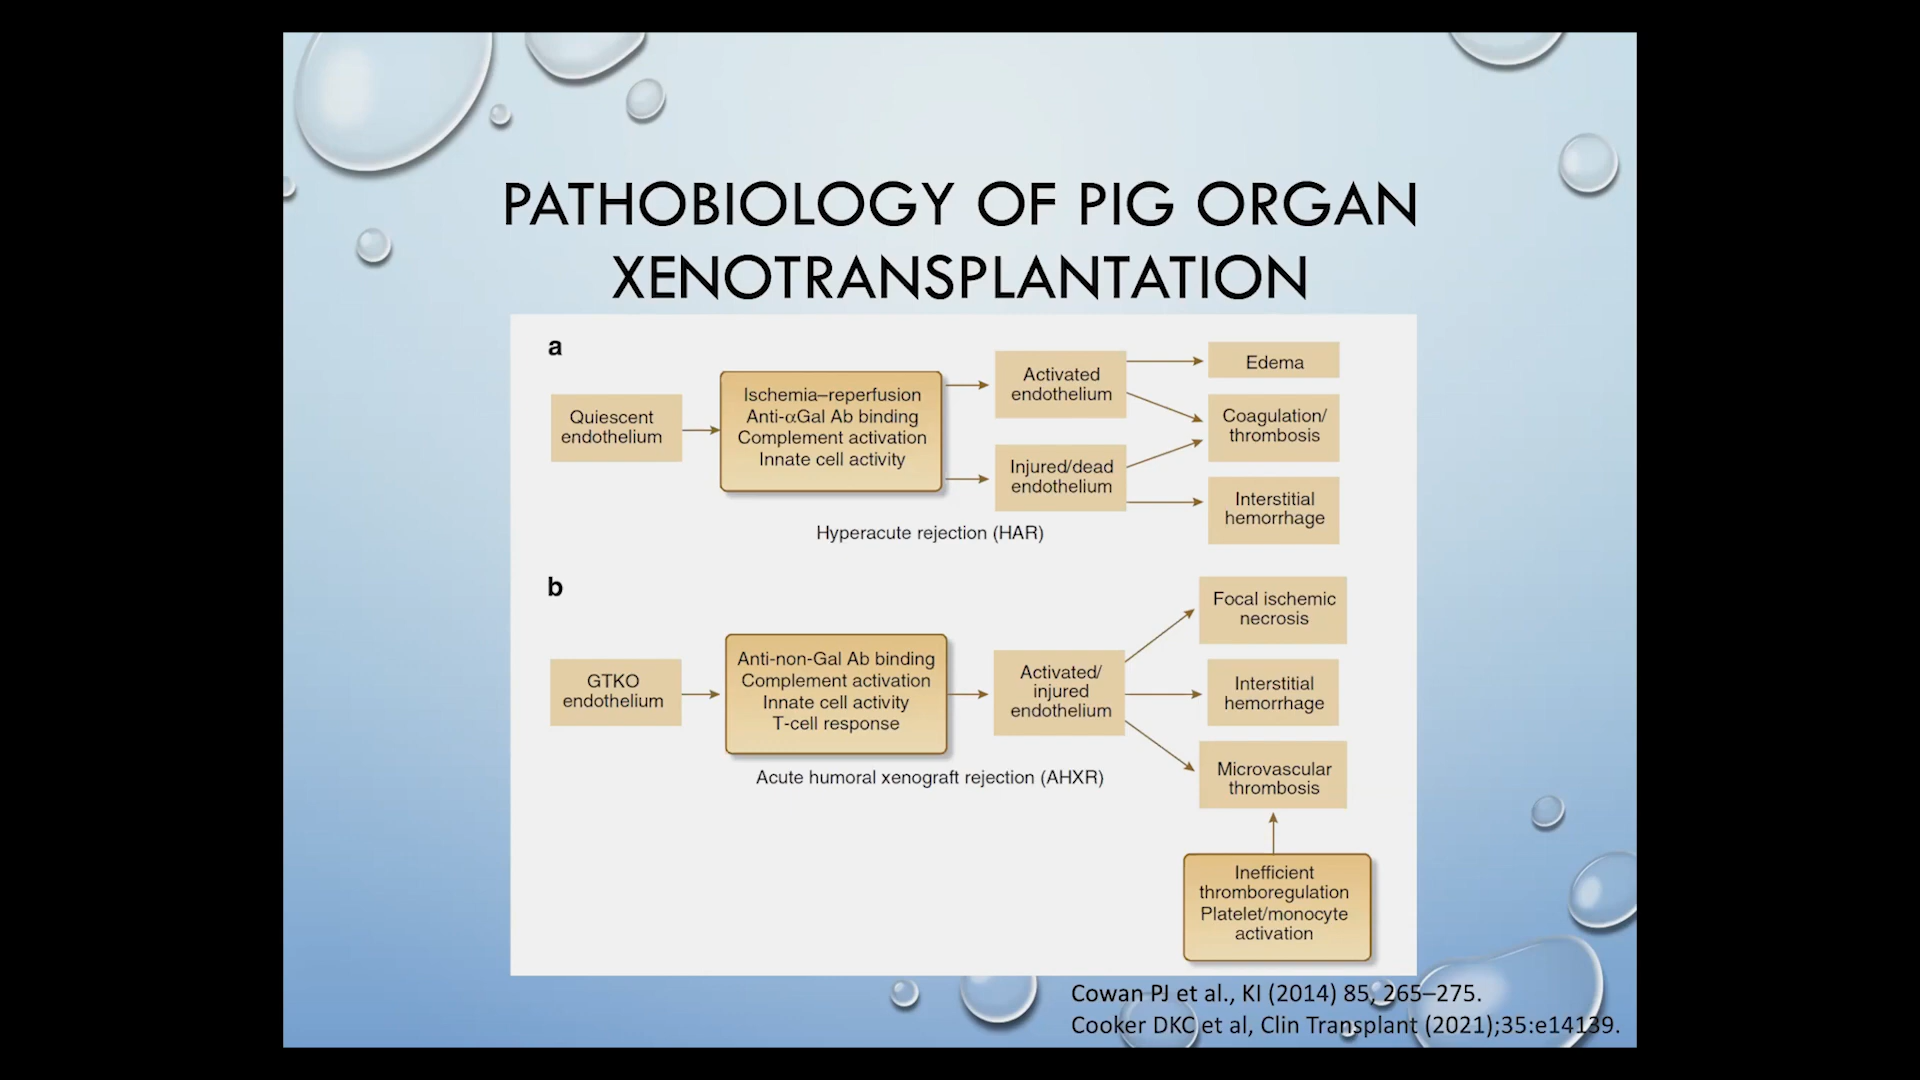 PATHOBIOLOGY OF PIG ORGAN
XENOTRANSPLANTATION
a
Quiescent
endothelium
Ischemia–reperfusion
Anti-αGal Ab binding
Complement activation
Innate cell activity
Activated
endothelium
Injured/dead
endothelium
Edema
Coagulation/
thrombosis
Interstitial
hemorrhage
Hyperacute rejection (HAR)
b
GTKO
endothelium
Anti-non-Gal Ab binding
Complement activation
Innate cell activity
T-cell response
Activated/
injured
endothelium
Focal ischemic
necrosis
Interstitial
hemorrhage
Microvascular
thrombosis
Acute humoral xenograft rejection (AHXR)
Inefficient
thromboregulation
Platelet/monocyte
activation
Cowan PJ et al., KI (2014) 85, 265–275.
Cooker DKC et al, Clin Transplant (2021);35:e14139.